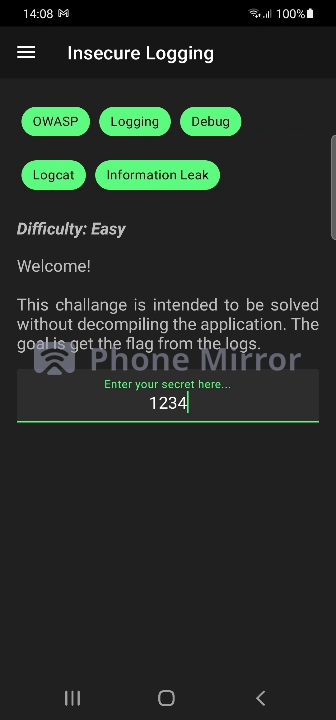 14:08 100%
Insecure Logging
OWASP Logging Debug
Logcat Information Leak
Difficulty: Easy
Welcome!
This challange is intended to be solved
without decompiling the application. The
goal is get the flag from the logs.
Phone Mirror
Enter your secret here...
1234